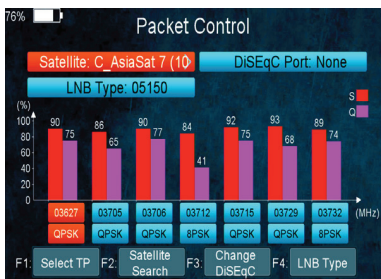 76%
Packet Control
Satellite: C_AsiaSat 7 (10 DiSEqC Port: None
LNB Type: 05150
(%)
S
Q
100
80
60
40
20
0
90 75 86 65 90 77 84 41 92 75 93 68 89 74
03627 03705 03706 03712 03715 03729 03732 (MHz)
QPSK QPSK QPSK 8PSK QPSK QPSK 8PSK
F1: Select TP F2: Satellite Search F3: Change DiSEqC F4: LNB Type